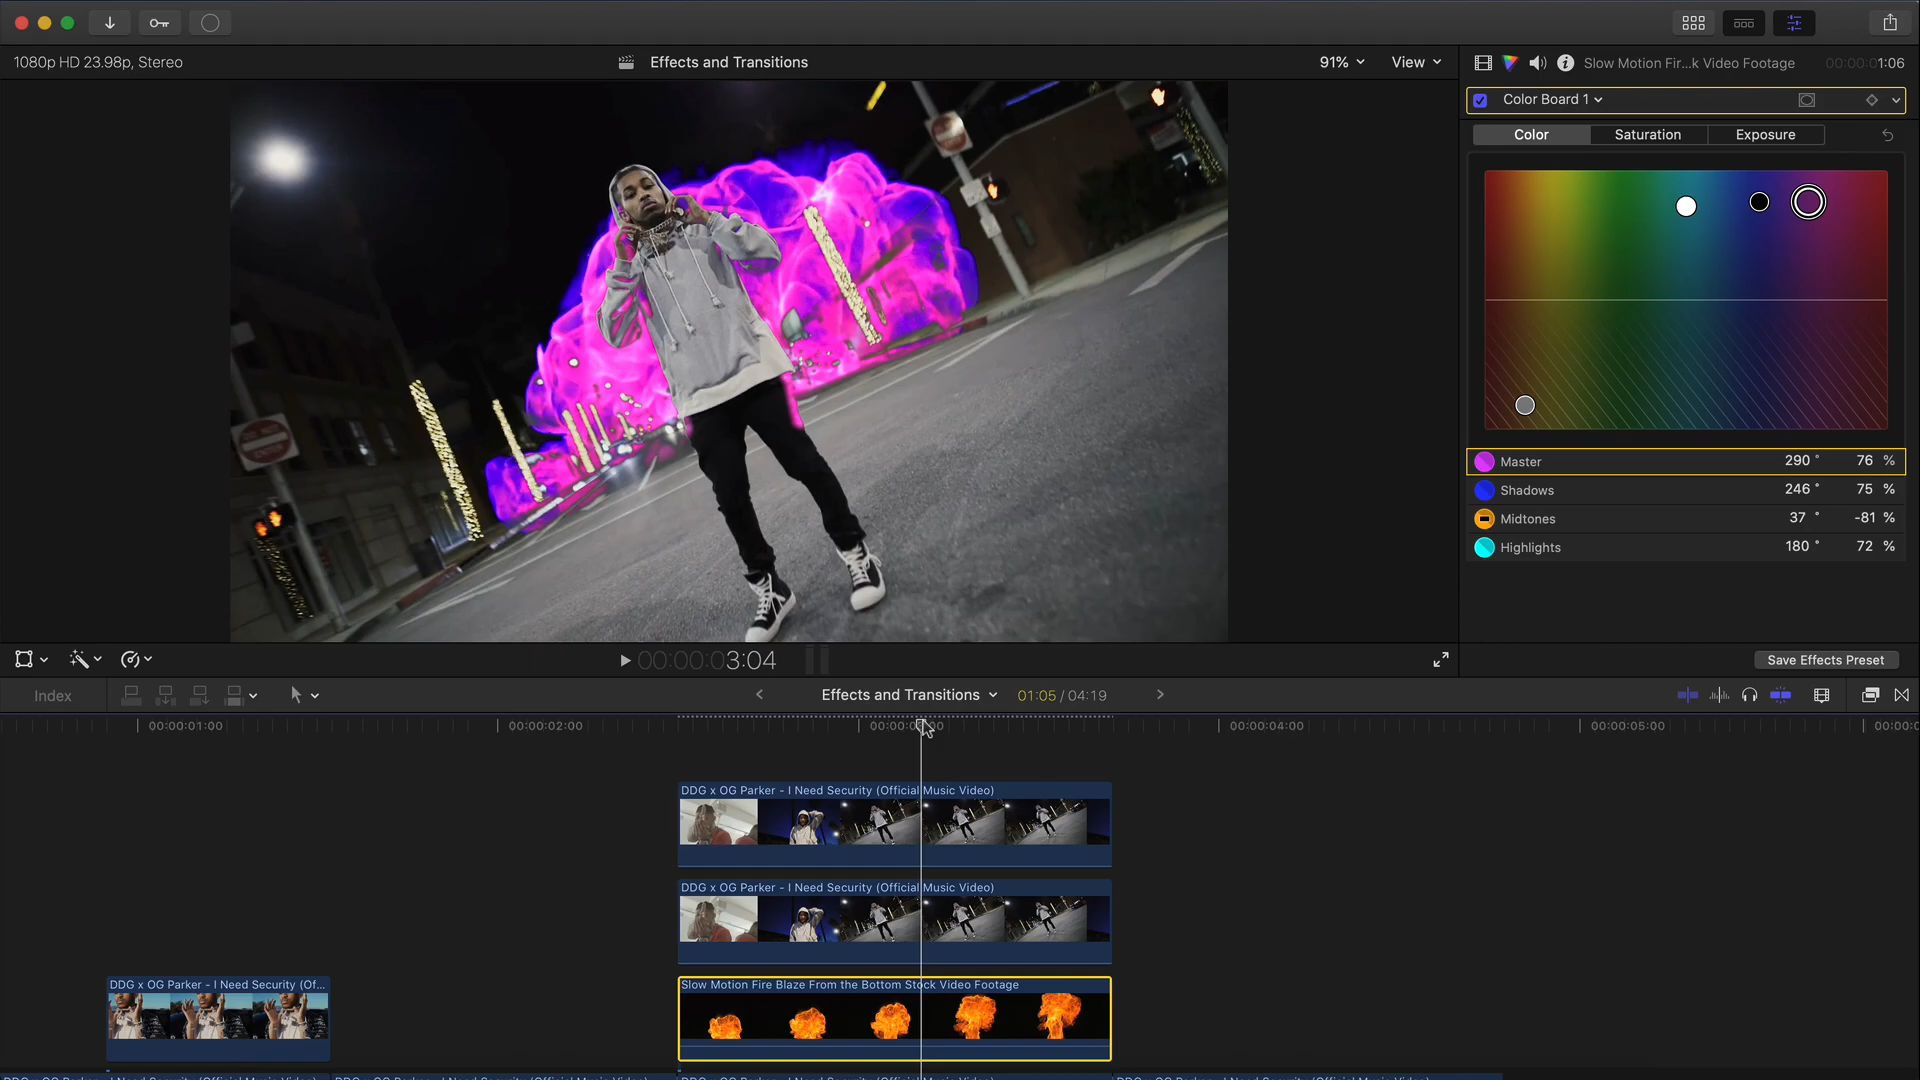 1080p HD 23.98p, Stereo
Effects and Transitions
91%
View
Slow Motion Fir...k Video Footage
00:00:01:06
Color Board 1
Color
Saturation
Exposure
Master 290 ° 76 %
Shadows 246 ° 75 %
Midtones 37 ° -81 %
Highlights 180 ° 72 %
00:00:03:04
Save Effects Preset
Index
Effects and Transitions
01:05 / 04:19
00:00:01:00
00:00:02:00
00:00:04:00
00:00:05:00
DDG x OG Parker - I Need Security (Official Music Video)
DDG x OG Parker - I Need Security (Official Music Video)
DDG x OG Parker - I Need Security (Of...
Slow Motion Fire Blaze From the Bottom Stock Video Footage